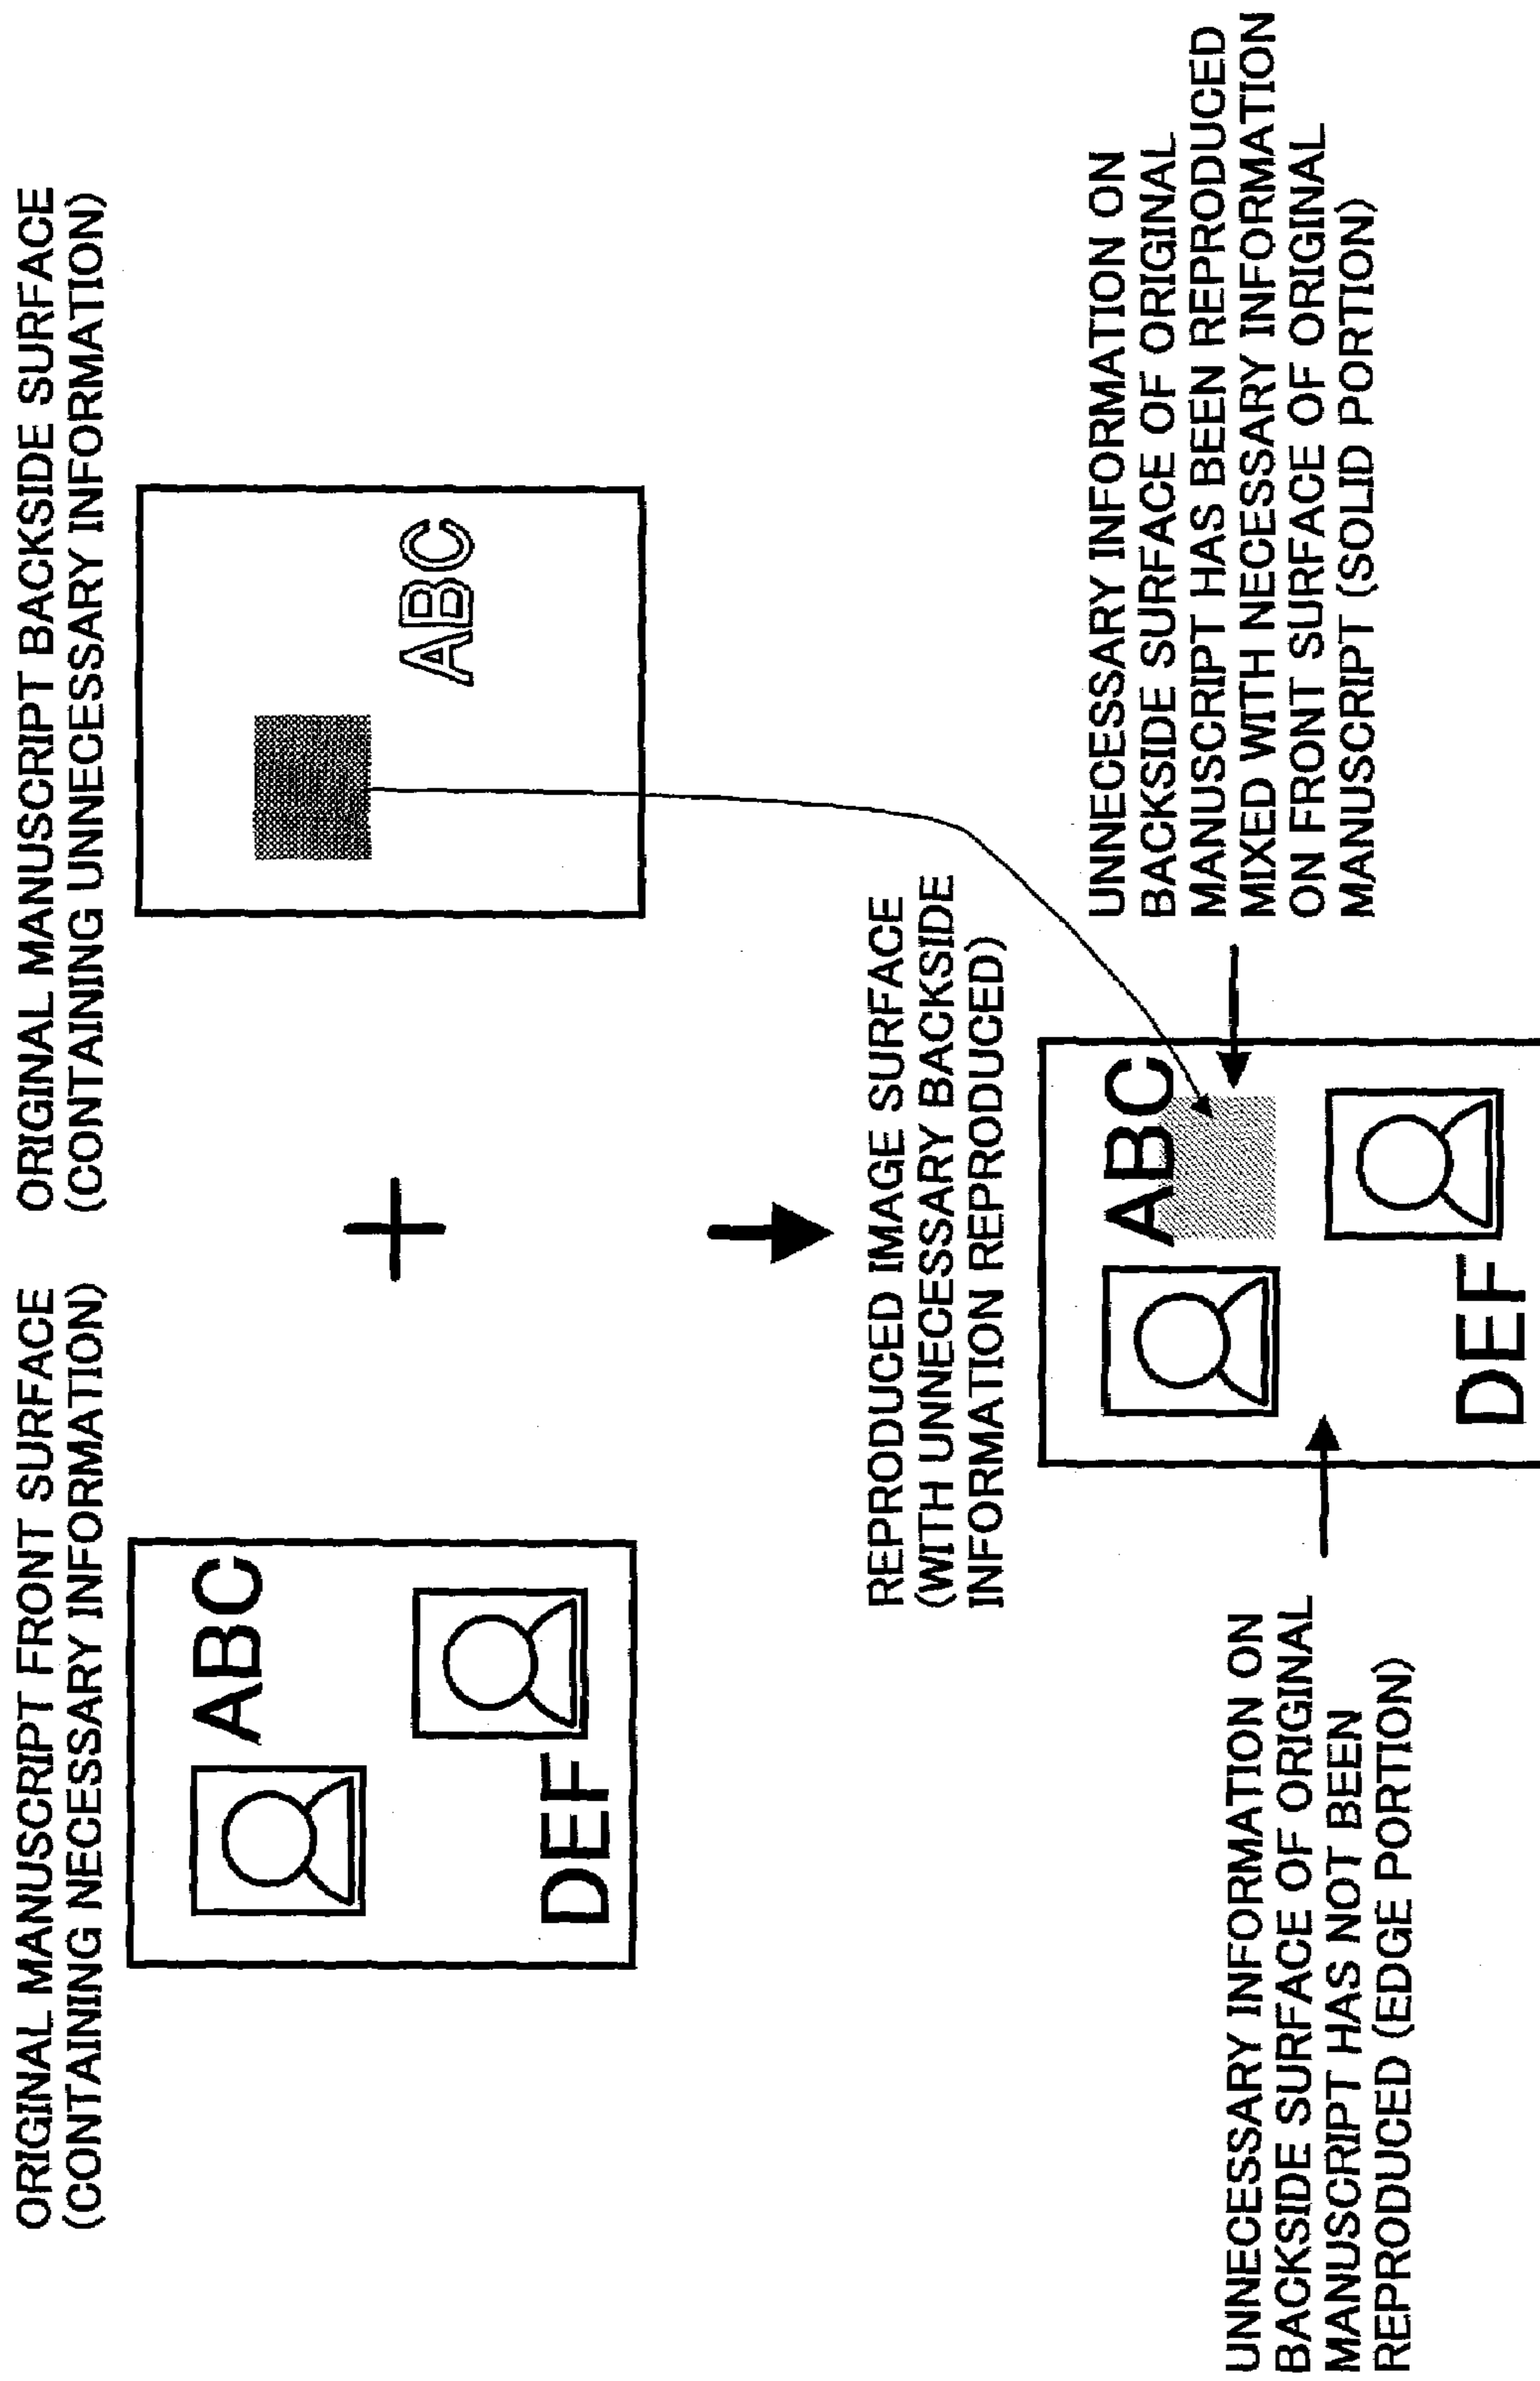 ORIGINAL MANUSCRIPT FRONT SURFACE
(CONTAINING NECESSARY INFORMATION)
ORIGINAL MANUSCRIPT BACKSIDE SURFACE
(CONTAINING UNNECESSARY INFORMATION)
ABC
DEF
ABC
REPRODUCED IMAGE SURFACE
(WITH UNNECESSARY BACKSIDE
INFORMATION REPRODUCED)
ABC
DEF
UNNECESSARY INFORMATION ON
BACKSIDE SURFACE OF ORIGINAL
MANUSCRIPT HAS NOT BEEN
REPRODUCED (EDGE PORTION)
UNNECESSARY INFORMATION ON
BACKSIDE SURFACE OF ORIGINAL
MANUSCRIPT HAS BEEN REPRODUCED
MIXED WITH NECESSARY INFORMATION
ON FRONT SURFACE OF ORIGINAL
MANUSCRIPT (SOLID PORTION)